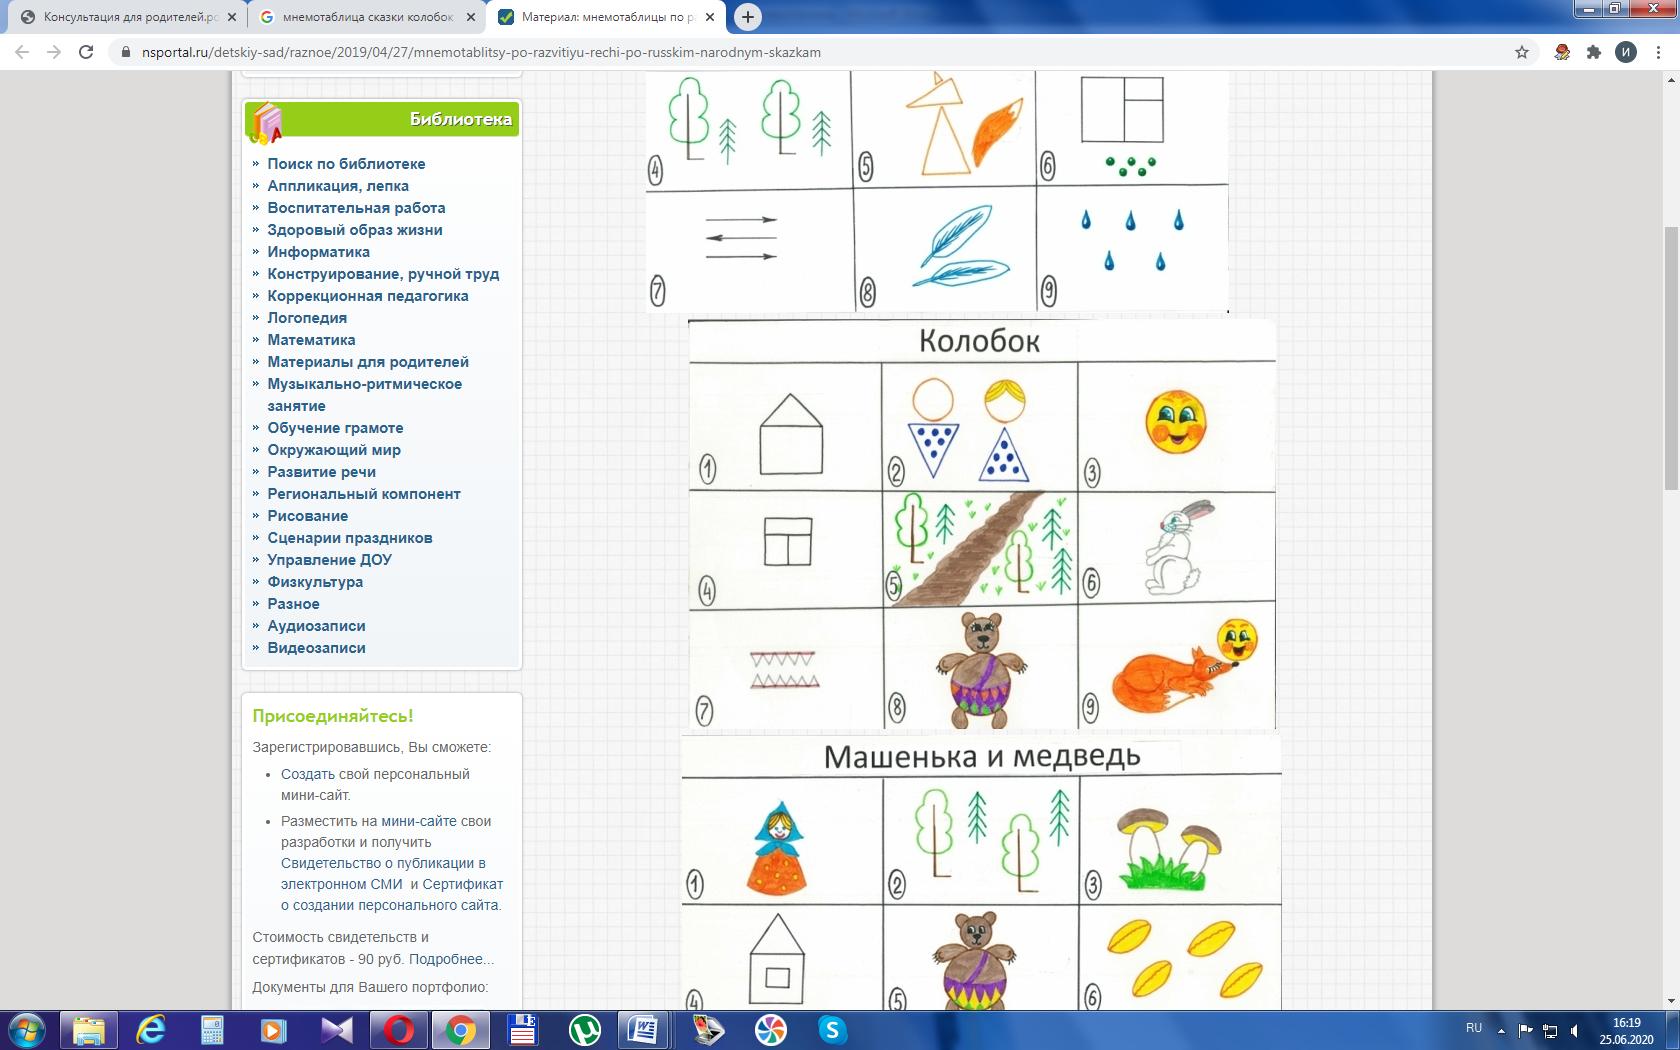 Консультация для родителей.ро
мнемотаблица сказки колобок
Материал: мнемотаблицы по ра
nsportal.ru/detskiy-sad/raznoe/2019/04/27/mnemotablitsy-po-razvitiyu-rechi-po-russkim-narodnym-skazkam
И
Библиотека
Поиск по библиотеке
Аппликация, лепка
Воспитательная работа
Здоровый образ жизни
Информатика
Конструирование, ручной труд
Коррекционная педагогика
Логопедия
Математика
Материалы для родителей
Музыкально-ритмическое
занятие
Обучение грамоте
Окружающий мир
Развитие речи
Региональный компонент
Рисование
Сценарии праздников
Управление ДОУ
Физкультура
Разное
Аудиозаписи
Видеозаписи
Присоединяйтесь!
Зарегистрировавшись, Вы сможете:
• Создать свой персональный
мини-сайт.
• Разместить на мини-сайте свои
разработки и получить
Свидетельство о публикации в
электронном СМИ и Сертификат
о создании персонального сайта.
Стоимость свидетельств и
сертификатов - 90 руб. Подробнее...
Документы для Вашего портфолио:
4 5 6
7 8 9
Колобок
1 2 3
4 5 6
7 8 9
Машенька и медведь
1 2 3
4 5 6
RU
16:19
25.06.2020